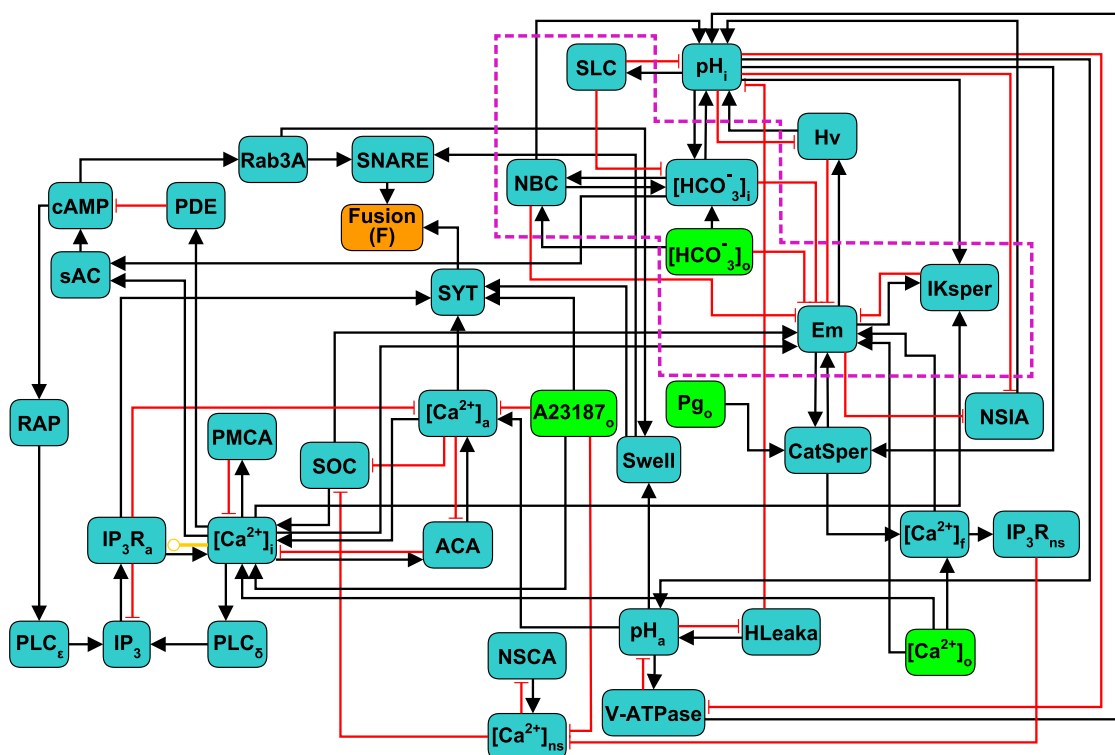 SLC
pHᵢ
Hv
Rab3A
SNARE
NBC
[HCO⁻₃]ᵢ
cAMP
PDE
Fusion
(F)
[HCO⁻₃]ₒ
sAC
SYT
IKsper
Em
RAP
[Ca²⁺]ₐ
A23187ₒ
Pgₒ
NSIA
PMCA
SOC
Swell
CatSper
IP₃Rₐ
[Ca²⁺]ᵢ
ACA
[Ca²⁺]f
IP₃Rₙₛ
PLCε
IP₃
PLCδ
pHₐ
HLeaka
[Ca²⁺]ₒ
NSCA
V-ATPase
[Ca²⁺]ₙₛ